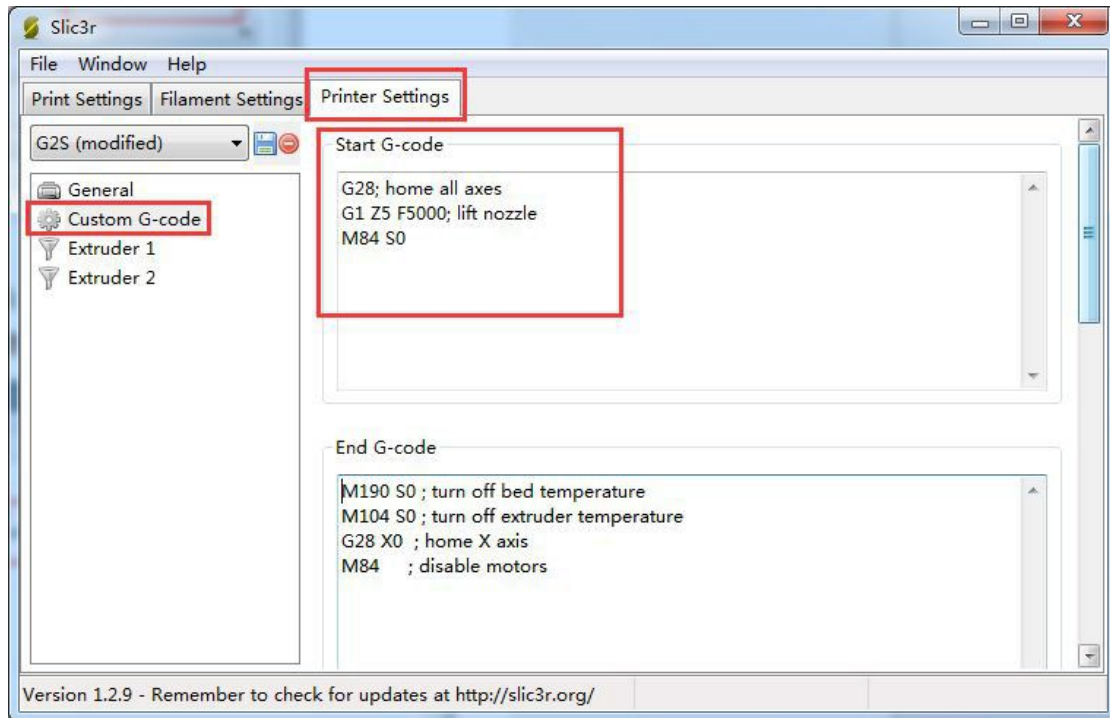 Slic3r
File Window Help
Print Settings Filament Settings Printer Settings
G2S (modified)
General
Custom G-code
Extruder 1
Extruder 2
Start G-code
G28; home all axes
G1 Z5 F5000; lift nozzle
M84 S0
End G-code
M190 S0 ; turn off bed temperature
M104 S0 ; turn off extruder temperature
G28 X0  ; home X axis
M84    ; disable motors
Version 1.2.9 - Remember to check for updates at http://slic3r.org/